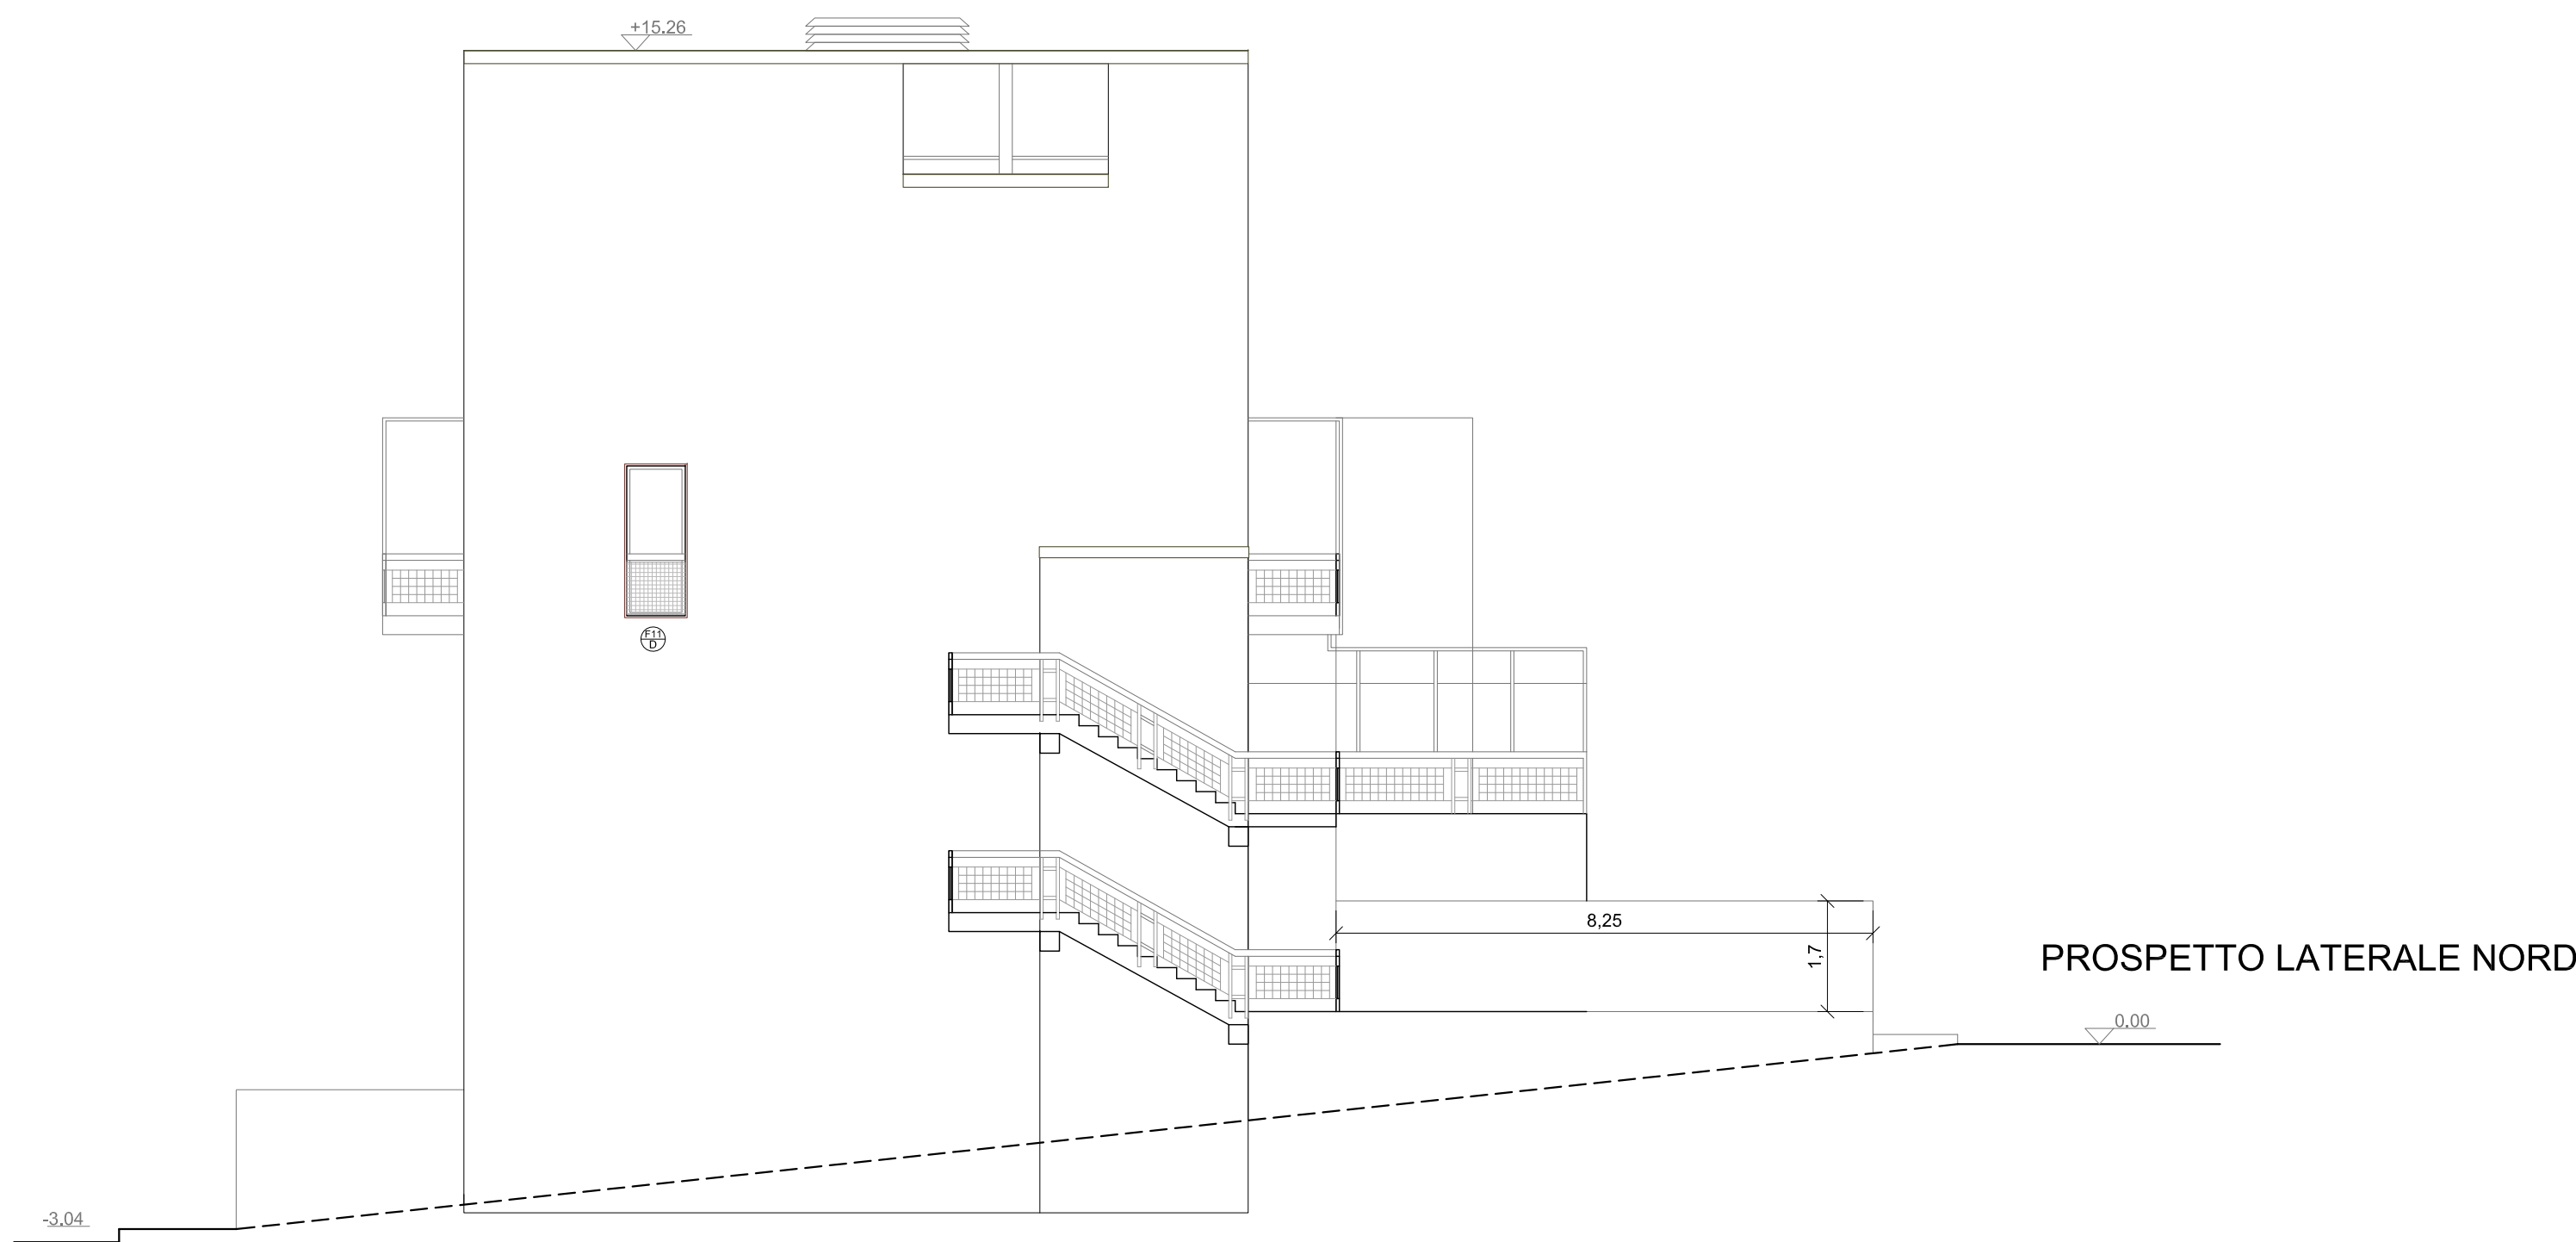 +15.26
F11
D
8,25
1,7
PROSPETTO LATERALE NORD
0.00
-3.04